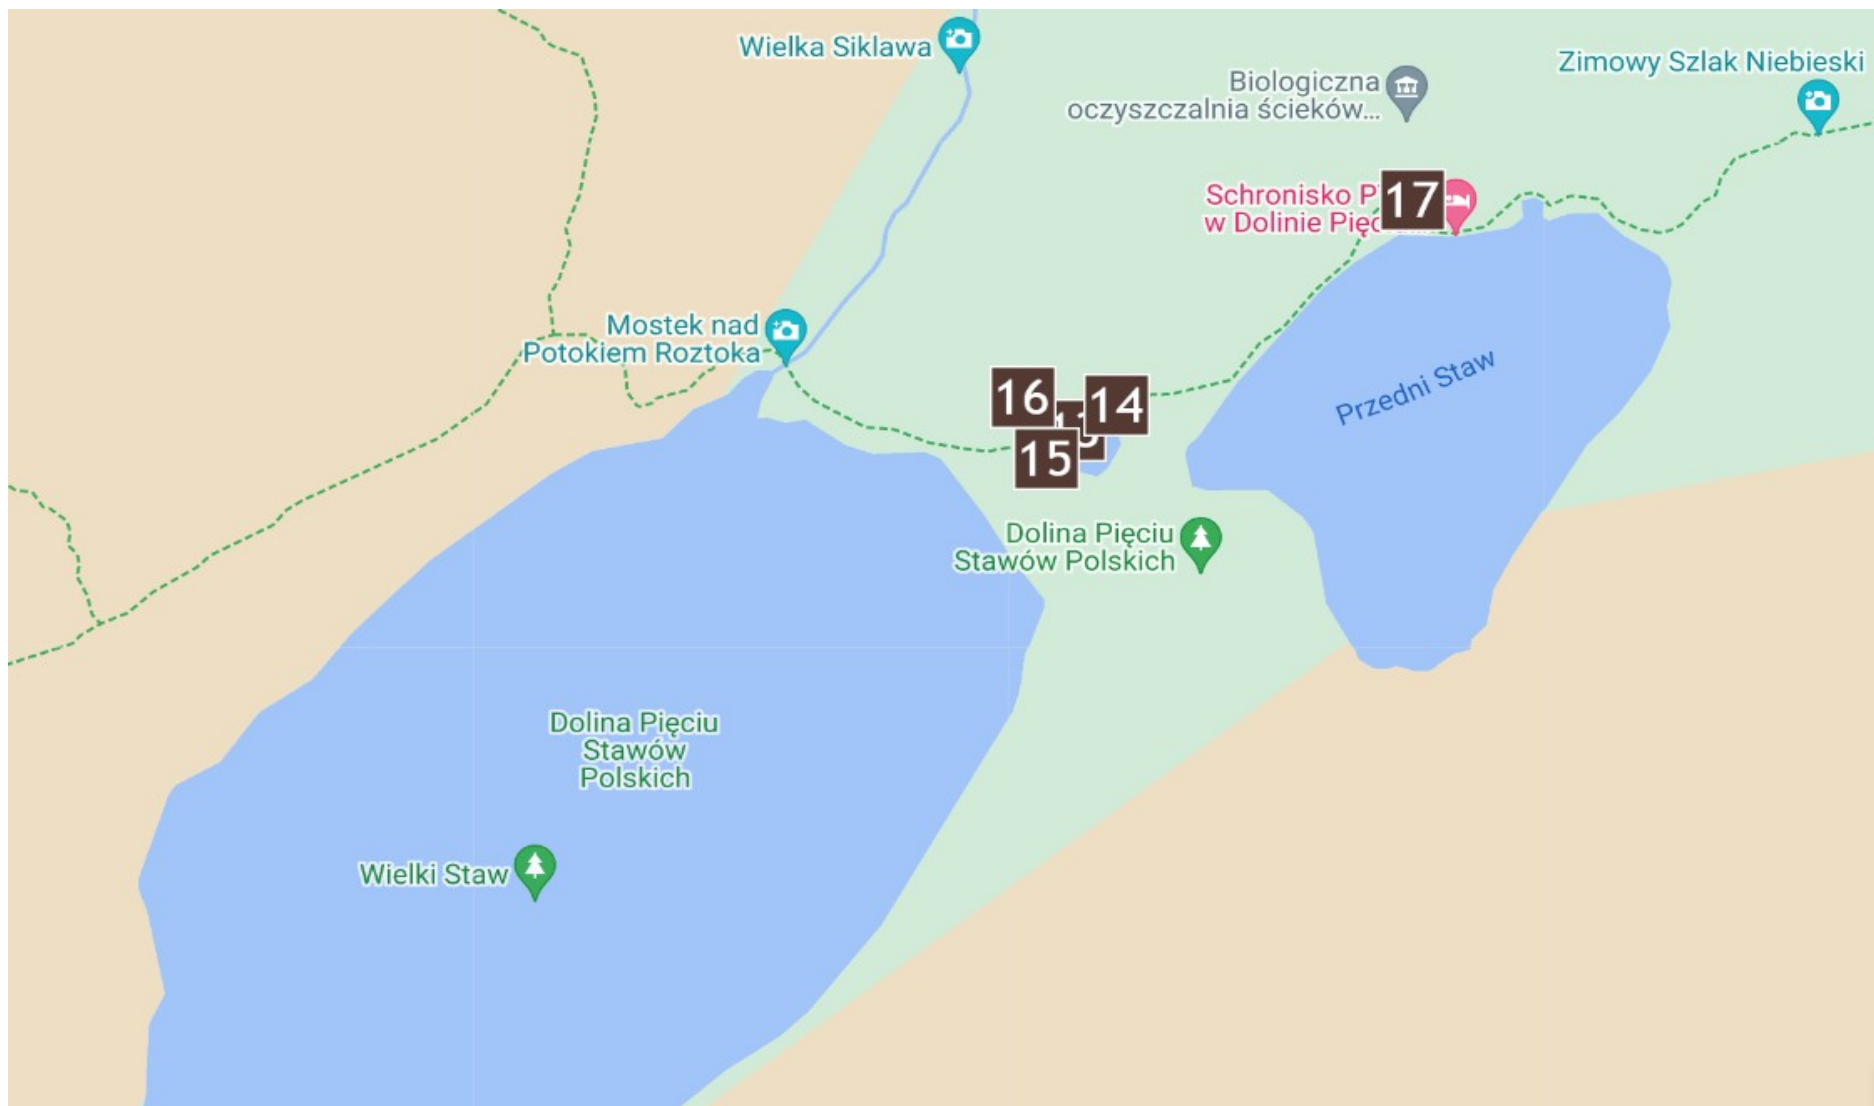 Wielka Siklawa
Zimowy Szlak Niebieski
Biologiczna
oczyszczalnia ścieków...
Schronisko
w Dolinie
17
Mostek nad
Potokiem Roztoka
16
14
15
Przedni Staw
Dolina Pięciu
Stawów Polskich
Dolina Pięciu
Stawów
Polskich
Wielki Staw